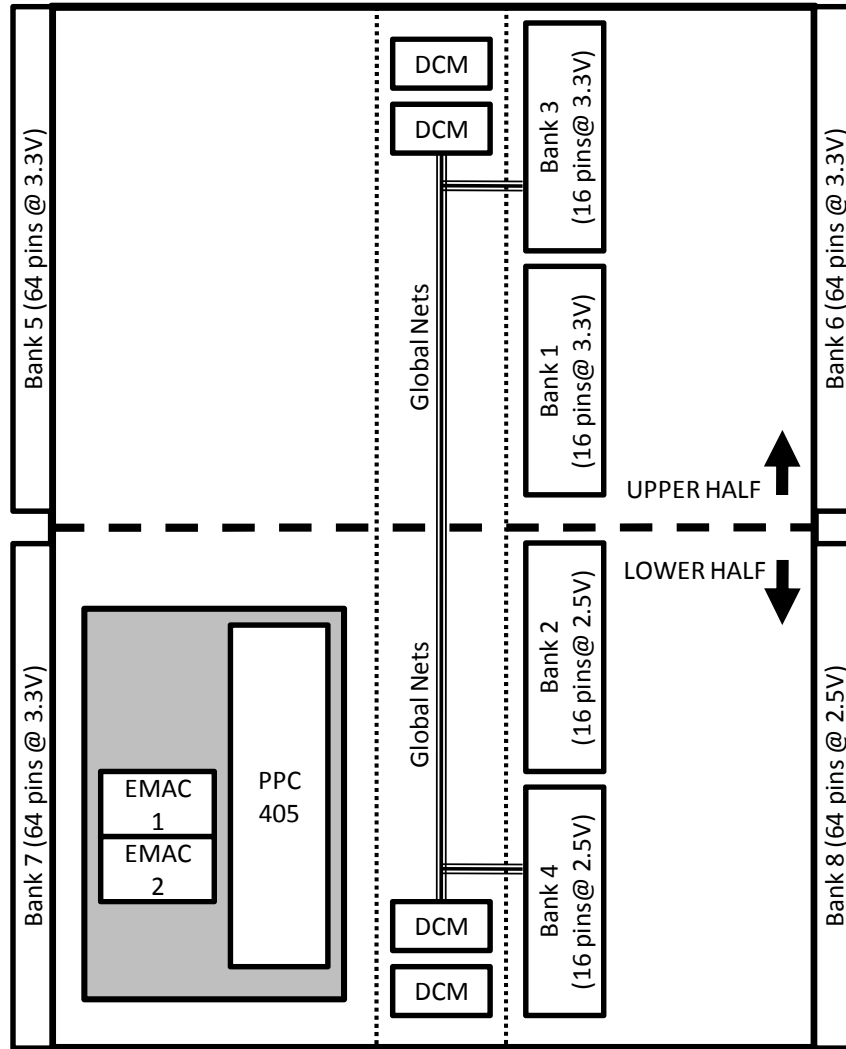 Bank 5 (64 pins @ 3.3V)
DCM
DCM
Bank 3
(16 pins@ 3.3V)
Bank 6 (64 pins @ 3.3V)
Global Nets
Bank 1
(16 pins@ 3.3V)
UPPER HALF
LOWER HALF
Bank 7 (64 pins @ 3.3V)
EMAC
1
EMAC
2
PPC
405
Global Nets
Bank 2
(16 pins@ 2.5V)
Bank 4
(16 pins@ 2.5V)
DCM
DCM
Bank 8 (64 pins @ 2.5V)